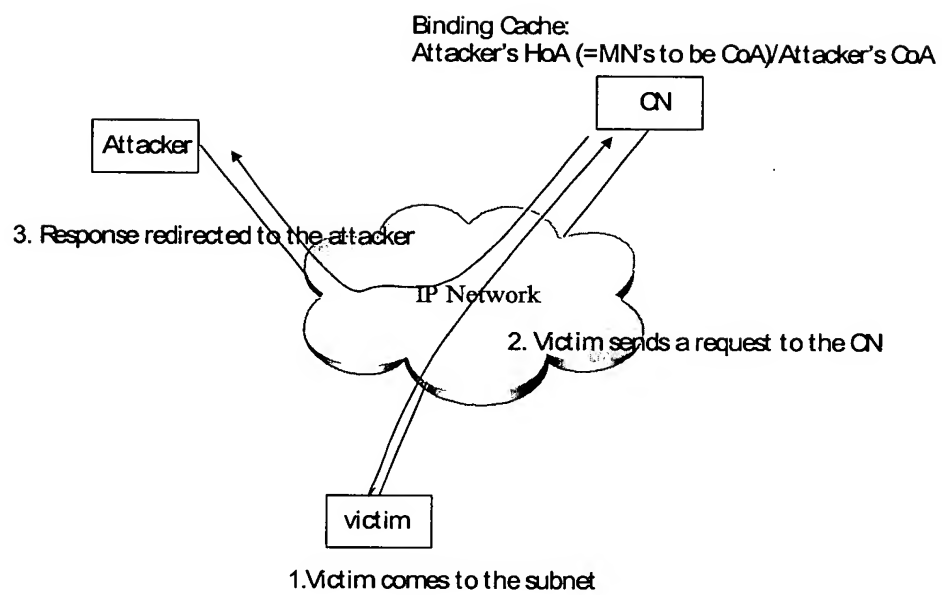 Binding Cache:
Attacker's HoA (=MN's to be CoA)/Attacker's CoA
CN
Attacker
3. Response redirected to the attacker
IP Network
2. Victim sends a request to the CN
victim
1.Victim comes to the subnet